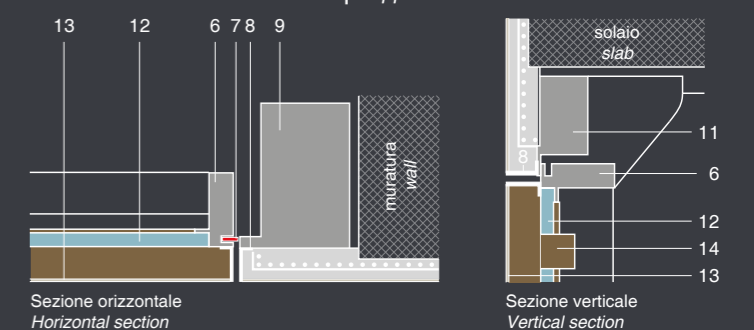 13 12 6 7 8 9
muratura
wall
Sezione orizzontale
Horizontal section
solaio
slab
8
11
6
12
14
13
Sezione verticale
Vertical section